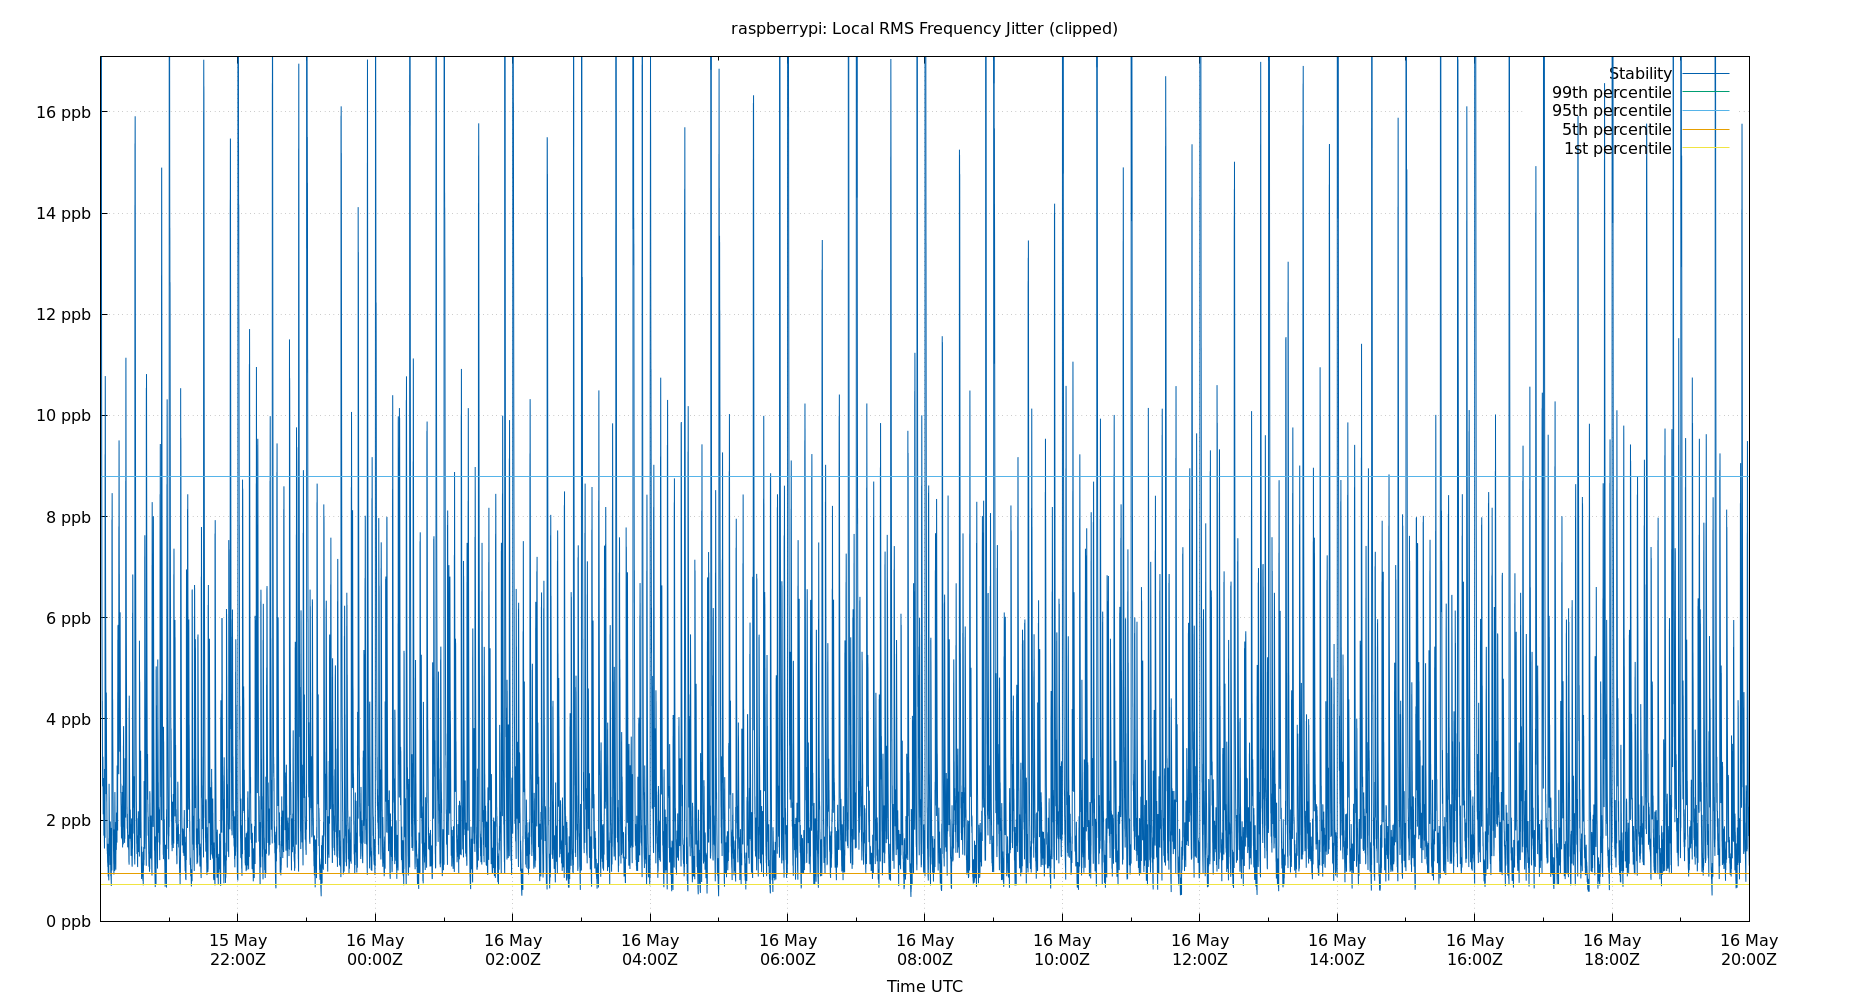 raspberrypi: Local RMS Frequency Jitter (clipped)
Stability
99th percentile
95th percentile
5th percentile
1st percentile
16 ppb
14 ppb
12 ppb
10 ppb
8 ppb
6 ppb
4 ppb
2 ppb
0 ppb
15 May 16 May 16 May 16 May 16 May 16 May 16 May 16 May 16 May 16 May 16 May 16 May
22:00Z 00:00Z 02:00Z 04:00Z 06:00Z 08:00Z 10:00Z 12:00Z 14:00Z 16:00Z 18:00Z 20:00Z
Time UTC